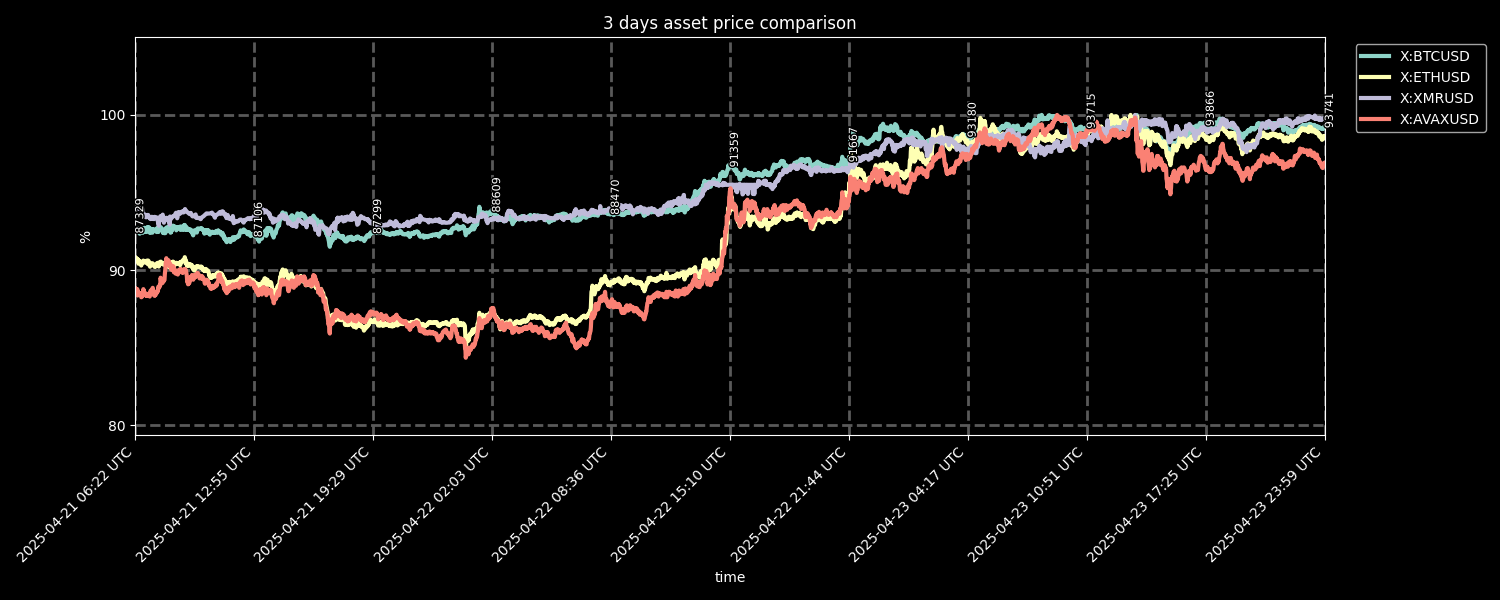 3 days asset price comparison
X:BTCUSD
X:ETHUSD
X:XMRUSD
X:AVAXUSD
100
90
80
%
87329
87106
87299
88609
88470
91359
91667
93180
93715
93866
93741
2025-04-21 06:22 UTC
2025-04-21 12:55 UTC
2025-04-21 19:29 UTC
2025-04-22 02:03 UTC
2025-04-22 08:36 UTC
2025-04-22 15:10 UTC
2025-04-22 21:44 UTC
2025-04-23 04:17 UTC
2025-04-23 10:51 UTC
2025-04-23 17:25 UTC
2025-04-23 23:59 UTC
time